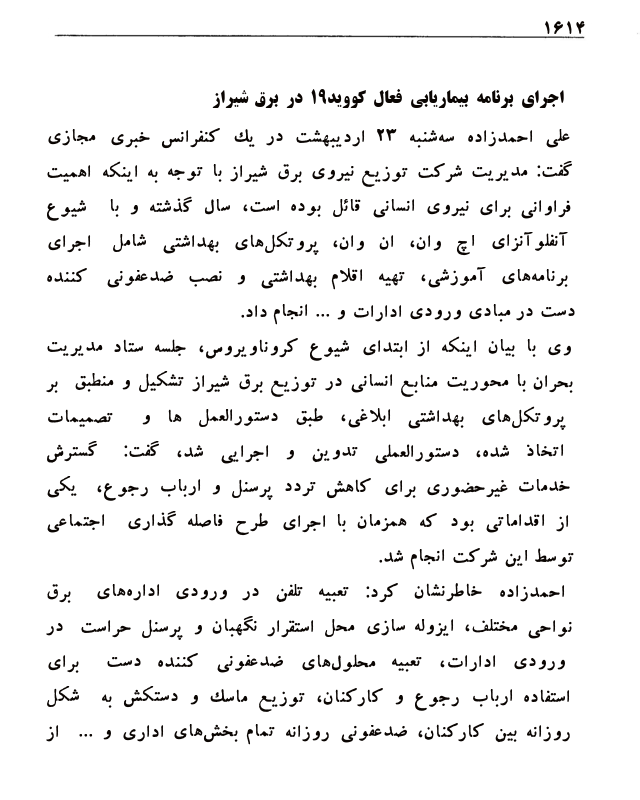 ۱۶۱۴
اجرای برنامه بیماریابی فعال کووید۱۹ در برق شیراز
علی احمدزاده سه‌شنبه ۲۳ اردیبهشت در یك کنفرانس خبری مجازی
گفت: مدیریت شرکت توزیع نیروی برق شیراز با توجه به اینکه اهمیت
فراوانی برای نیروی انسانی قائل بوده است، سال گذشته و با شیوع
آنفلوآنزای اچ وان، ان وان، پروتکل‌های بهداشتی شامل اجرای
برنامه‌های آموزشی، تهیه اقلام بهداشتی و نصب ضدعفونی کننده
دست در مبادی ورودی ادارات و ... انجام داد.
وی با بیان اینکه از ابتدای شیوع کروناویروس، جلسه ستاد مدیریت
بحران با محوریت منابع انسانی در توزیع برق شیراز تشکیل و منطبق بر
پروتکل‌های بهداشتی ابلاغی، طبق دستورالعمل ها و تصمیمات
اتخاذ شده، دستورالعملی تدوین و اجرایی شد، گفت: گسترش
خدمات غیرحضوری برای کاهش تردد پرسنل و ارباب رجوع، یکی
از اقداماتی بود که همزمان با اجرای طرح فاصله گذاری اجتماعی
توسط این شرکت انجام شد.
احمدزاده خاطرنشان کرد: تعبیه تلفن در ورودی اداره‌های برق
نواحی مختلف، ایزوله سازی محل استقرار نگهبان و پرسنل حراست در
ورودی ادارات، تعبیه محلول‌های ضدعفونی کننده دست برای
استفاده ارباب رجوع و کارکنان، توزیع ماسك و دستکش به شکل
روزانه بین کارکنان، ضدعفونی روزانه تمام بخش‌های اداری و ... از